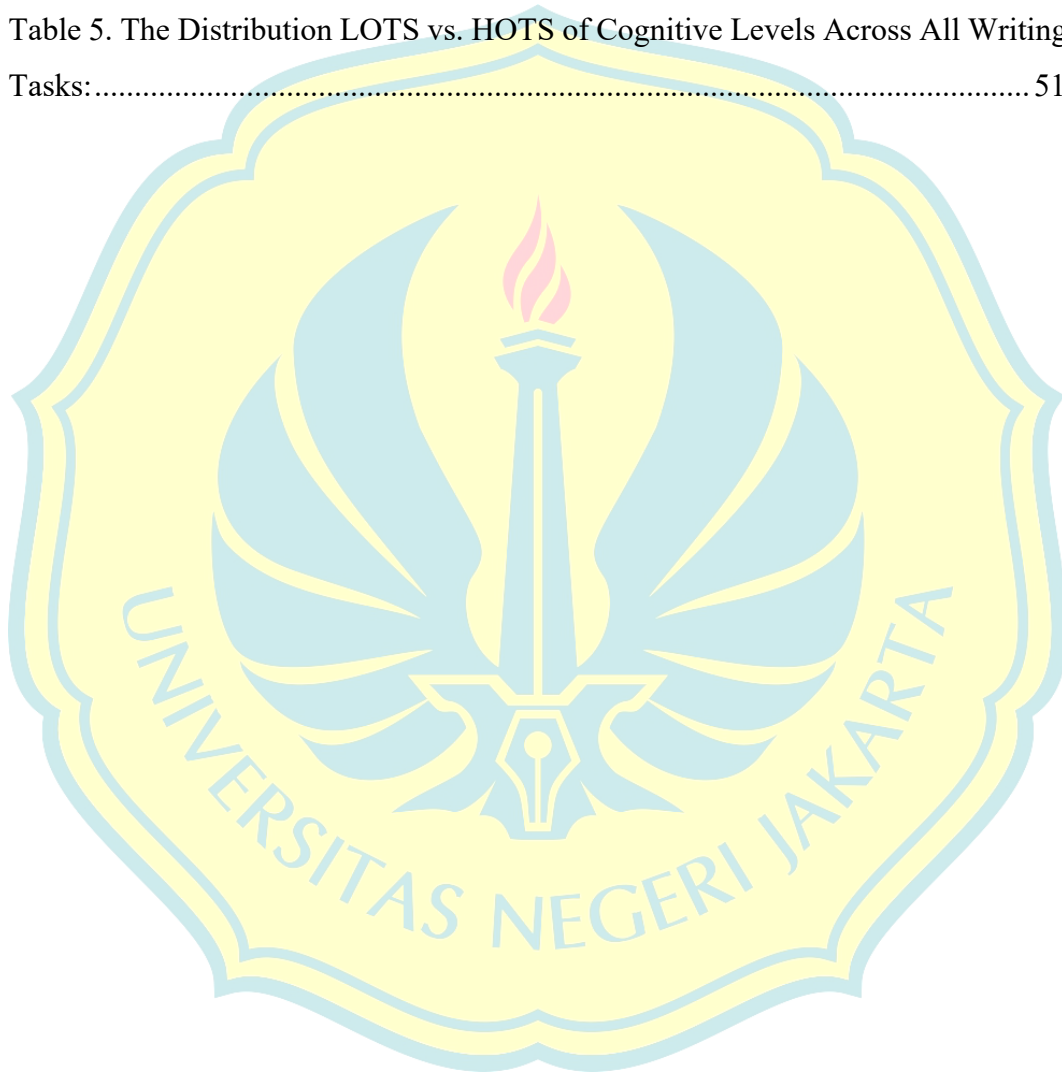 Table 5. The Distribution LOTS vs. HOTS of Cognitive Levels Across All Writing
Tasks:........................................................................................................................ 51
UNIVERSITAS NEGERI JAKARTA